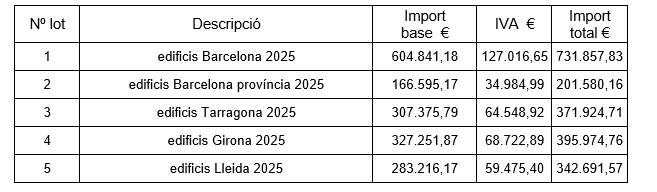 Nº lot Descripció Import base € IVA € Import total €
1 edificis Barcelona 2025 604.841,18 127.016,65 731.857,83
2 edificis Barcelona província 2025 166.595,17 34.984,99 201.580,16
3 edificis Tarragona 2025 307.375,79 64.548,92 371.924,71
4 edificis Girona 2025 327.251,87 68.722,89 395.974,76
5 edificis Lleida 2025 283.216,17 59.475,40 342.691,57